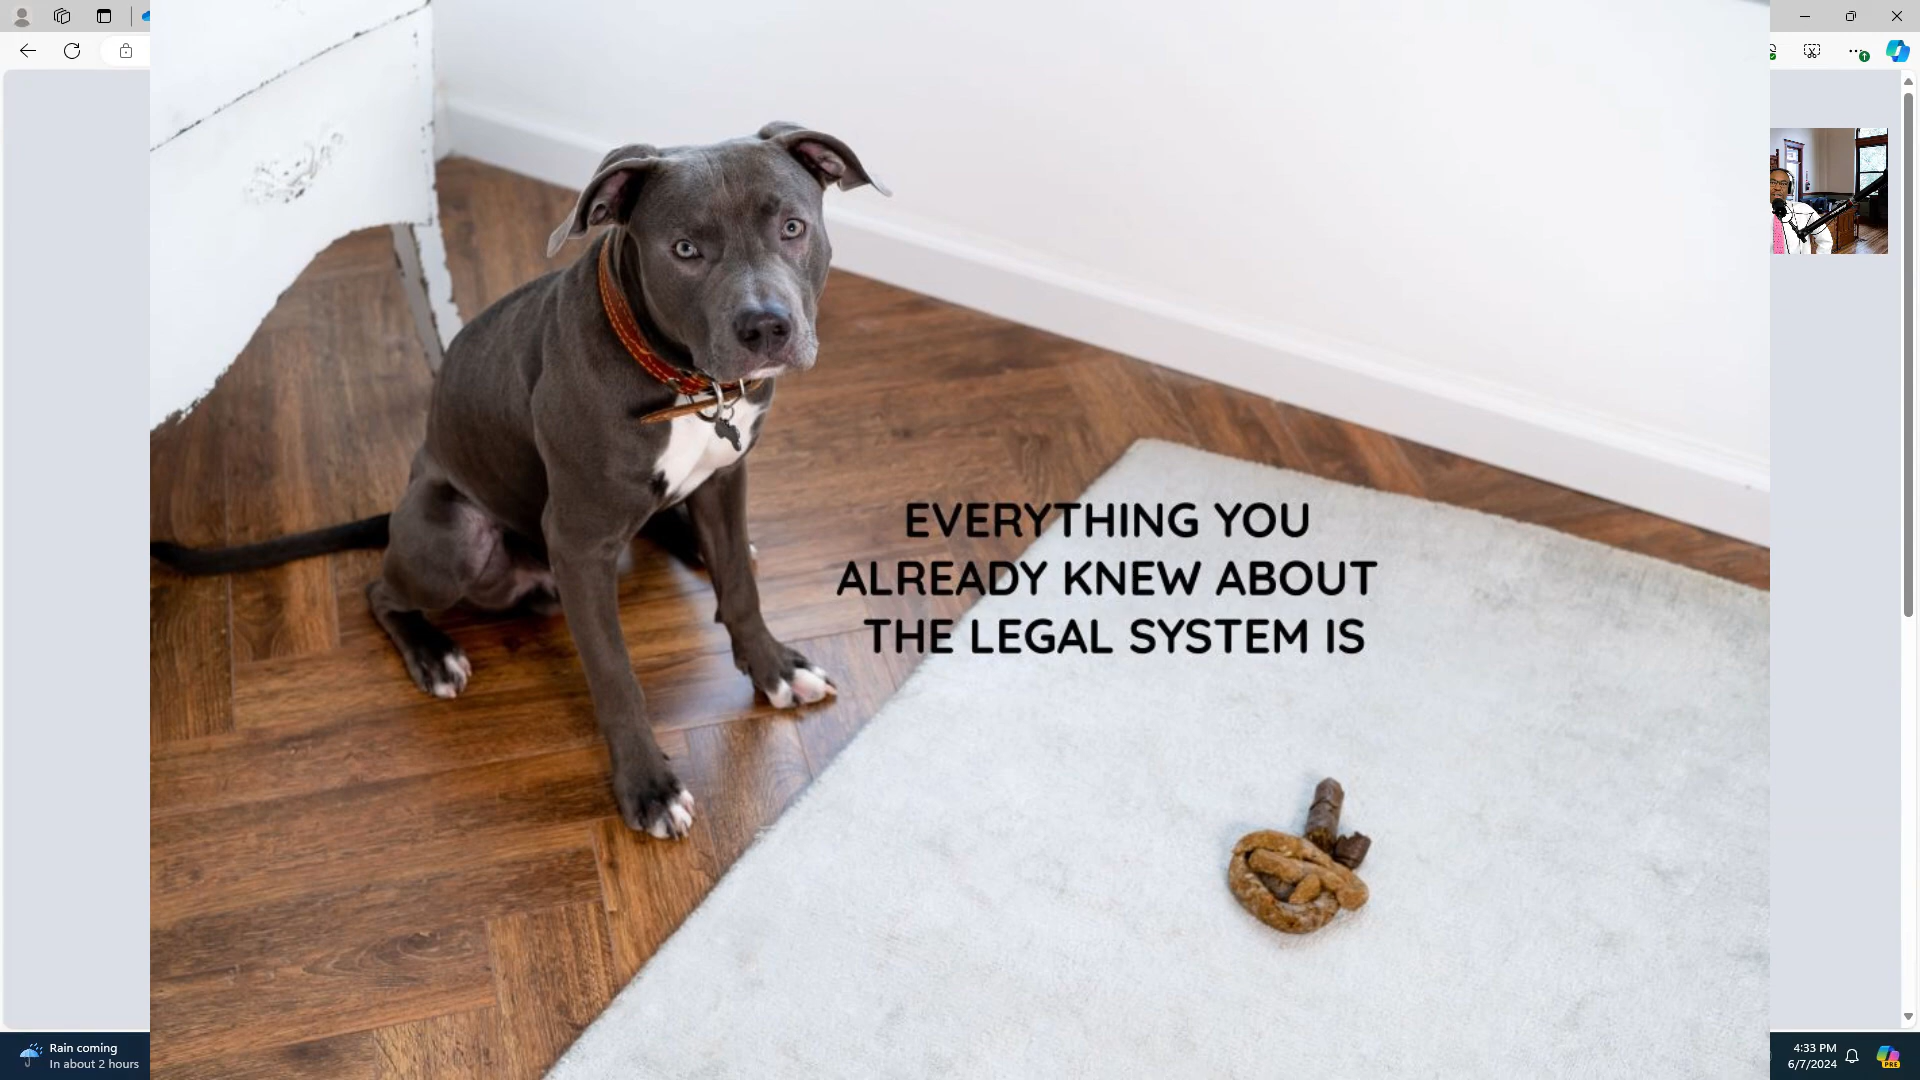 EVERYTHING YOU
ALREADY KNEW ABOUT
THE LEGAL SYSTEM IS
Rain coming
In about 2 hours
4:33 PM
6/7/2024
PRE